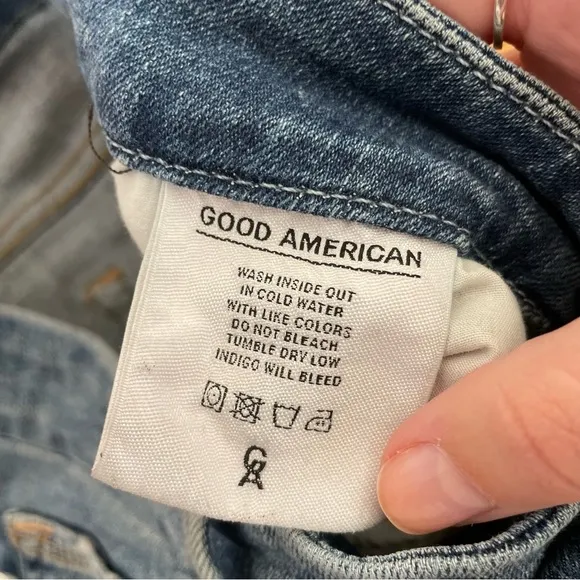 GOOD AMERICAN
WASH INSIDE OUT
IN COLD WATER
WITH LIKE COLORS
DO NOT BLEACH
TUMBLE DRY LOW
INDIGO WILL BLEED
GA